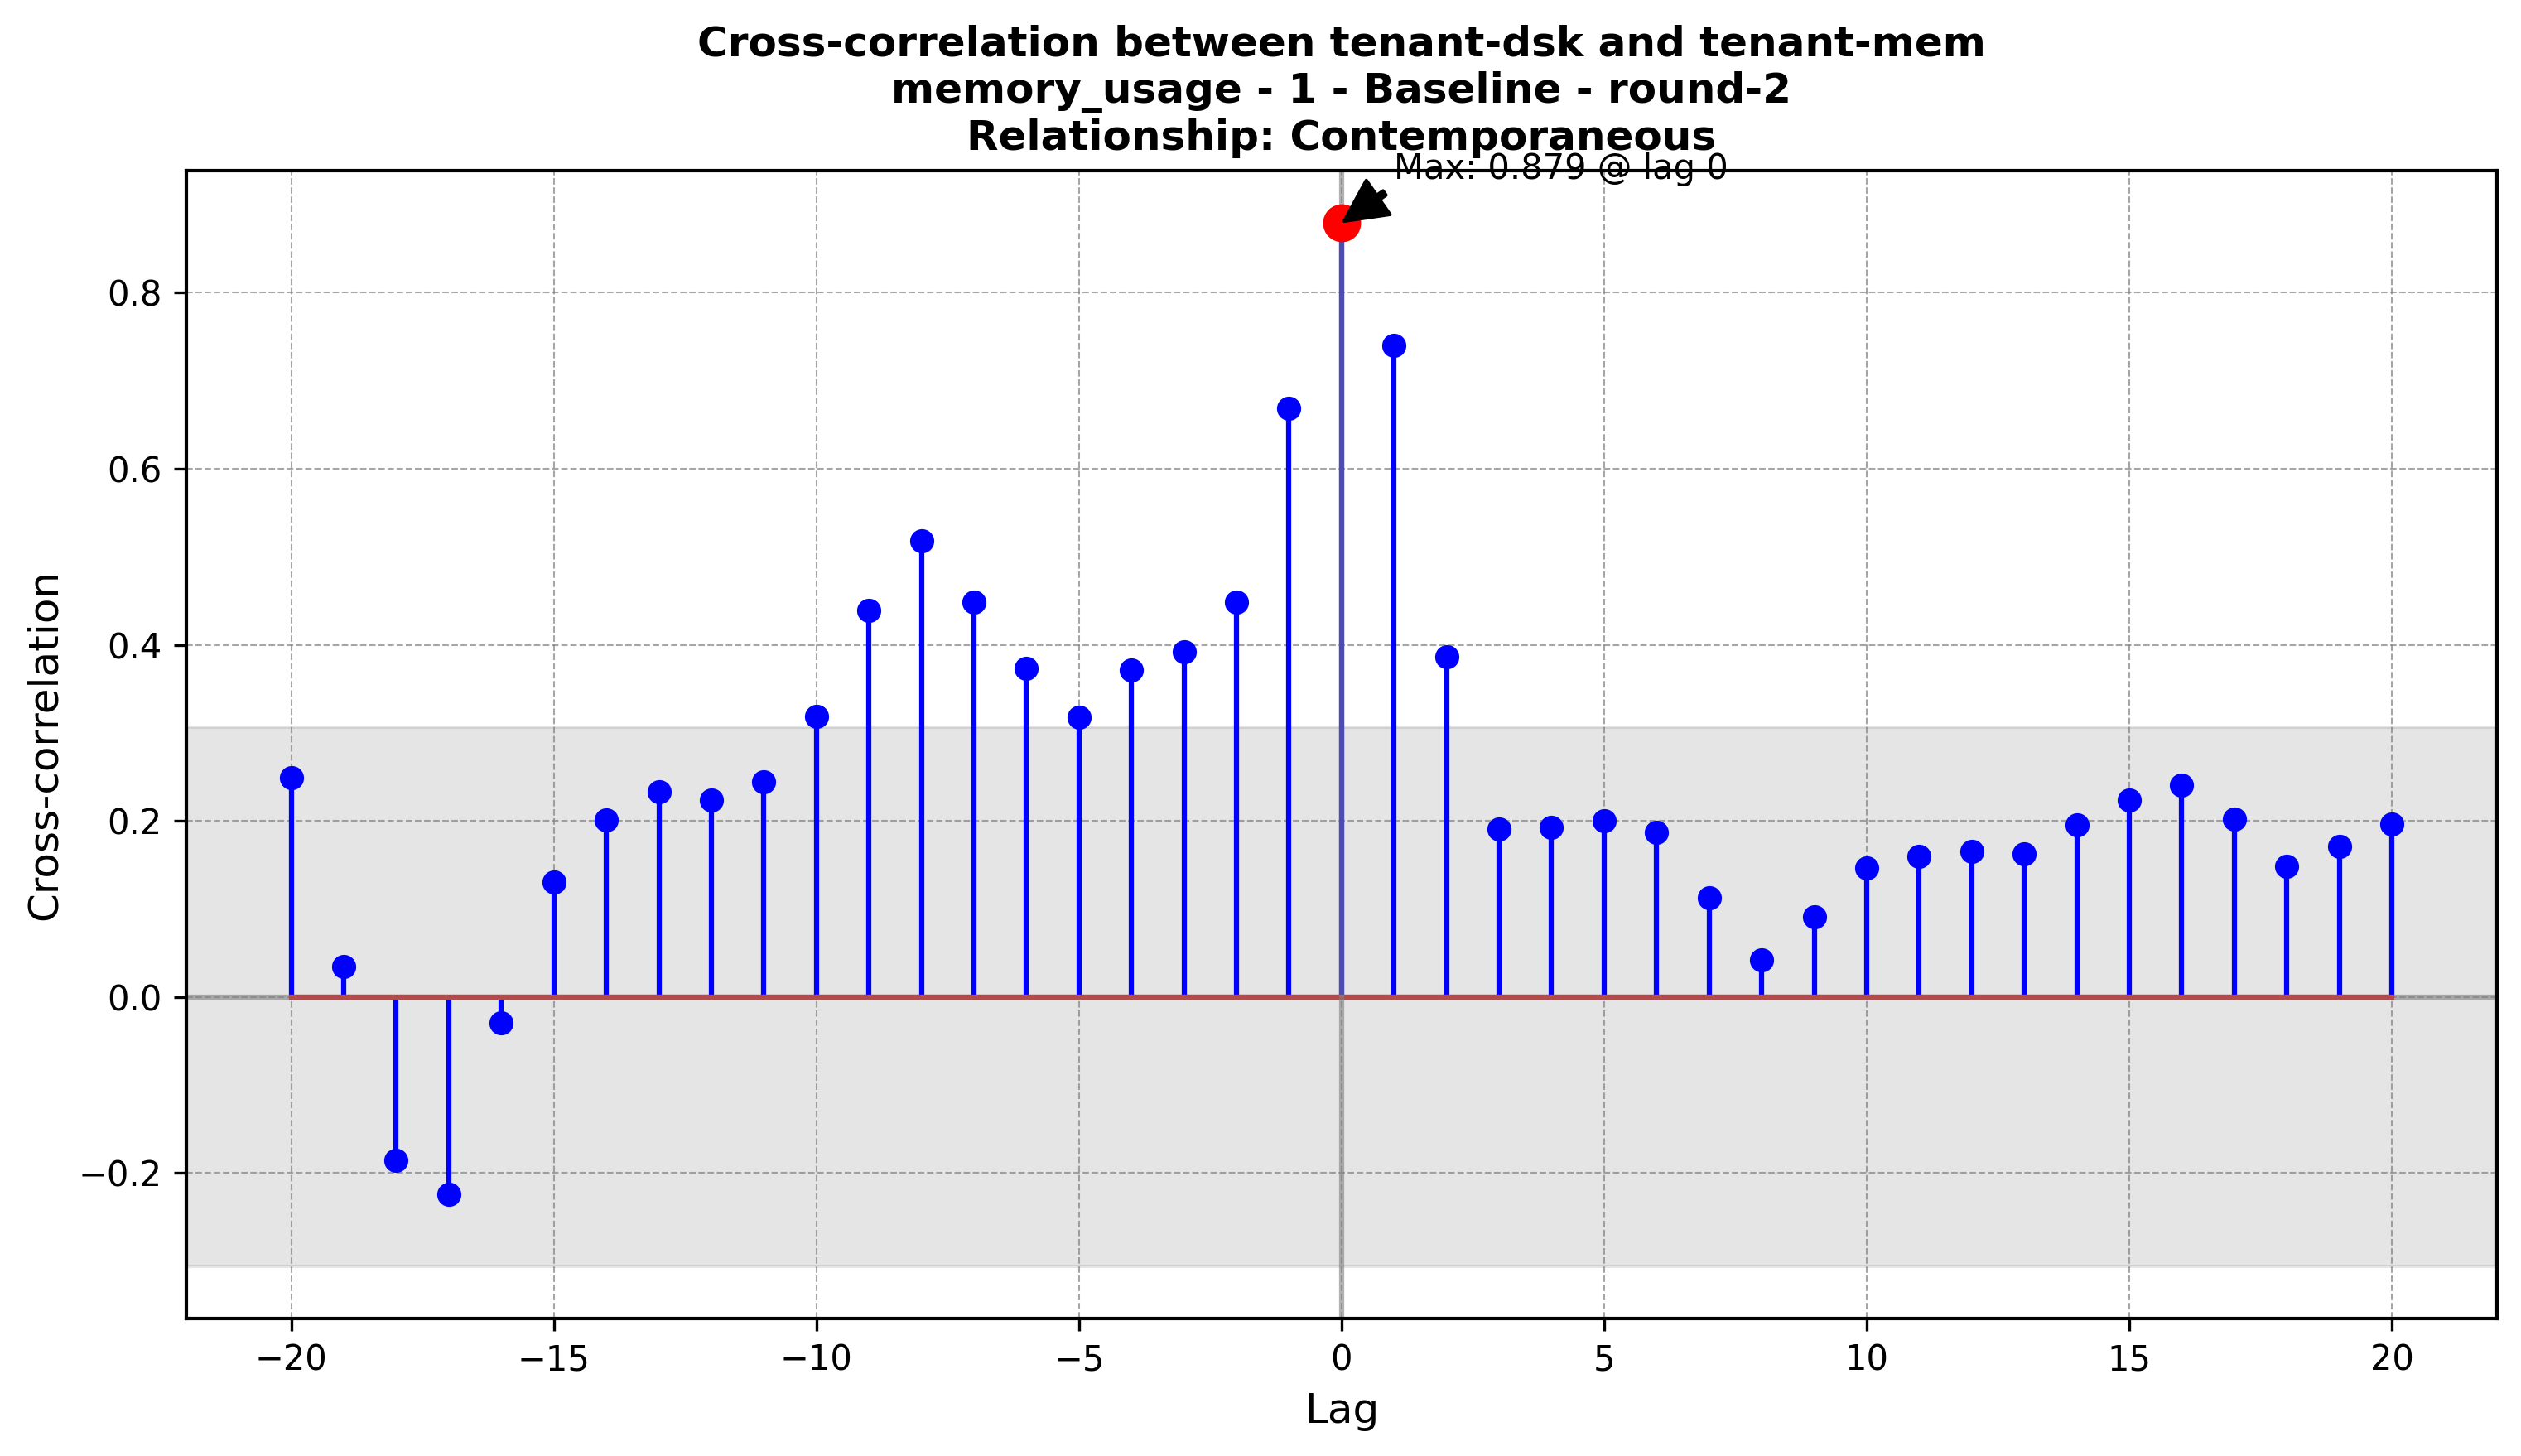 Cross-correlation between tenant-dsk and tenant-mem
memory_usage - 1 - Baseline - round-2
Relationship: Contemporaneous
Max: 0.879 @ lag 0
Cross-correlation
0.8
0.6
0.4
0.2
0.0
−0.2
−20 −15 −10 −5 0 5 10 15 20
Lag